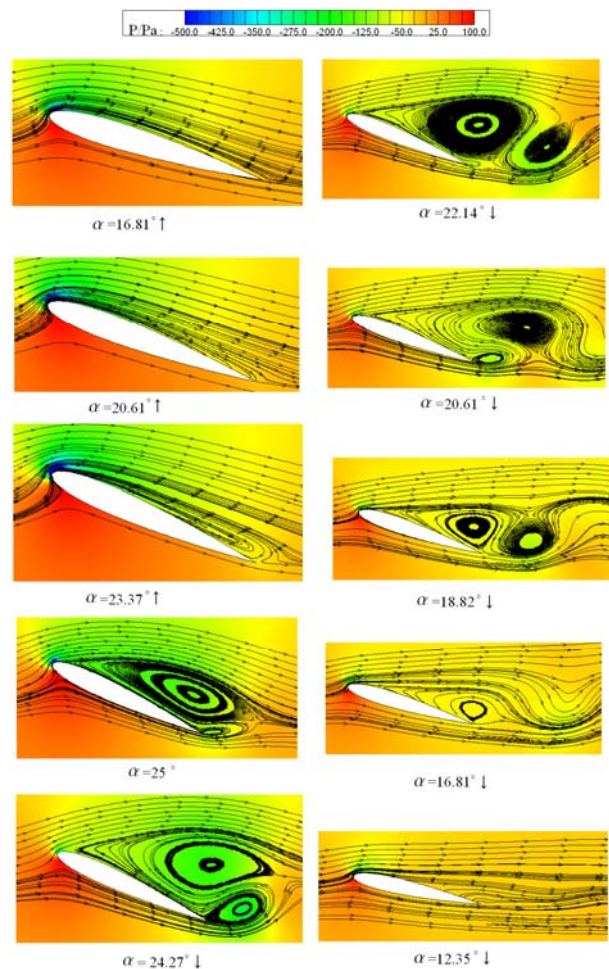 P/Pa: -500.0 -425.0 -350.0 -275.0 -200.0 -125.0 -50.0 25.0 100.0
α=16.81°↑
α=20.61°↑
α=23.37°↑
α=25°
α=24.27°↓
α=22.14°↓
α=20.61°↓
α=18.82°↓
α=16.81°↓
α=12.35°↓